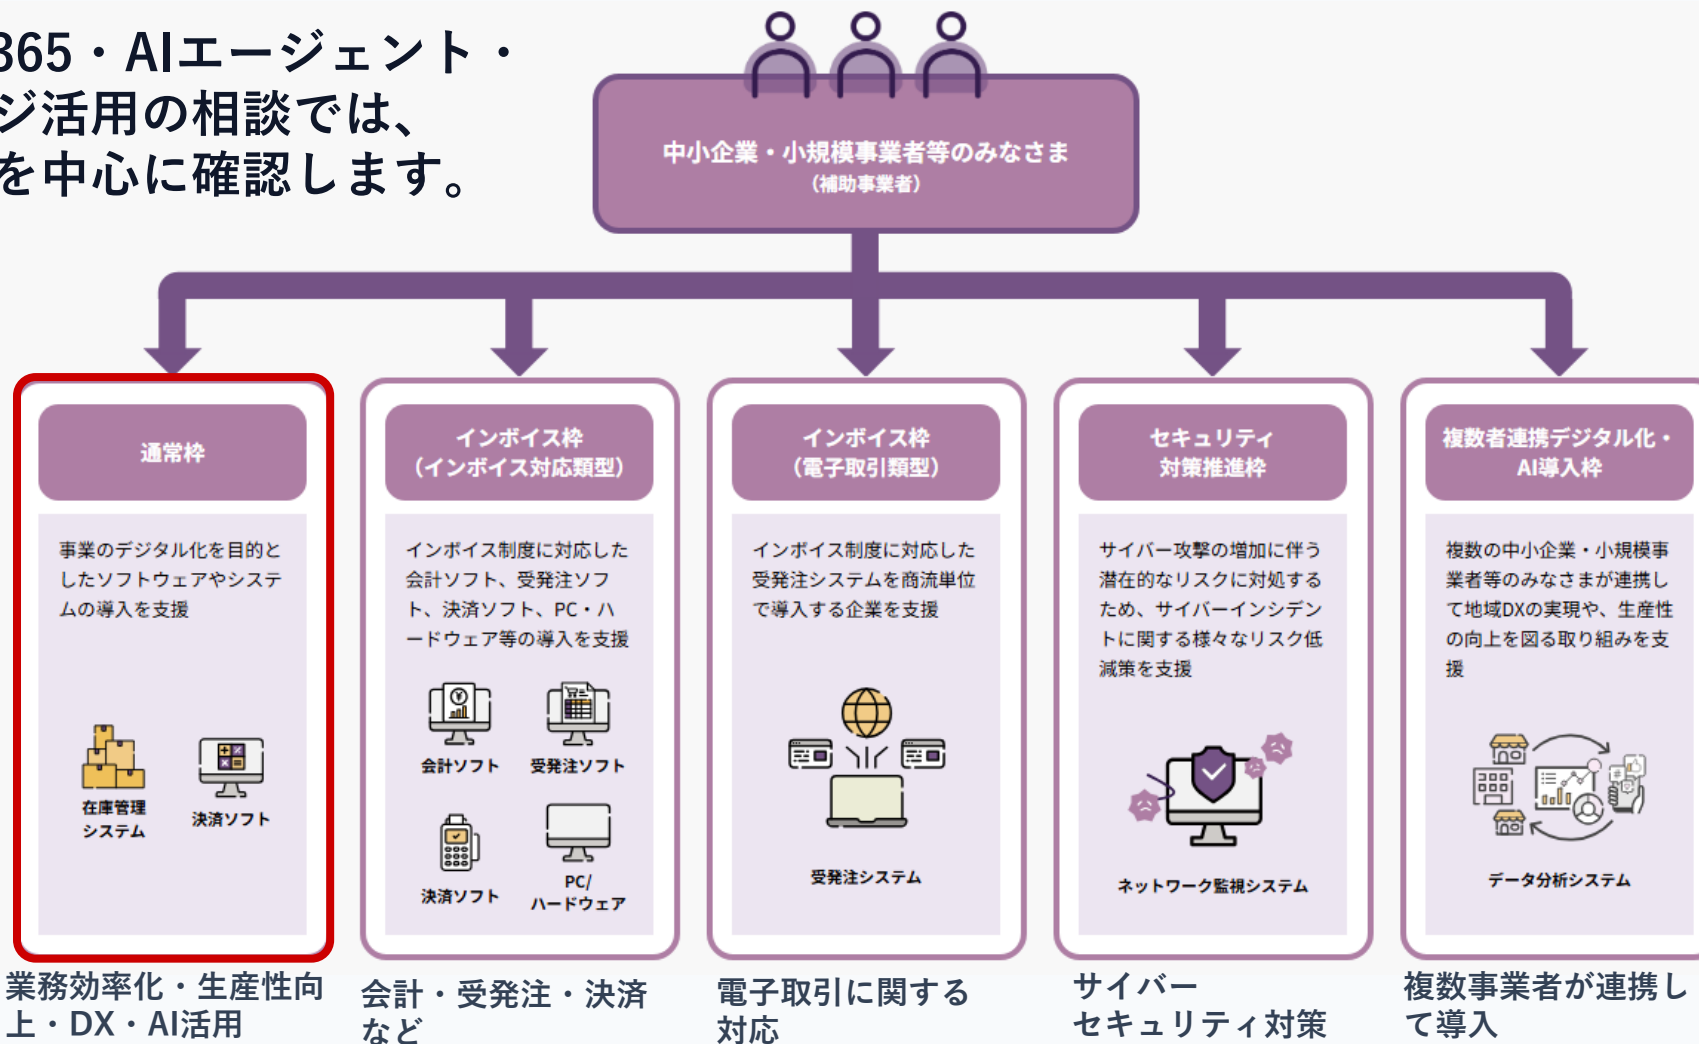 365・AIエージェント・
ジ活用の相談では、
を中心に確認します。
中小企業・小規模事業者等のみなさま
（補助事業者）
通常枠
事業のデジタル化を目的と
したソフトウェアやシステ
ムの導入を支援
在庫管理
システム
決済ソフト
業務効率化・生産性向
上・DX・AI活用
インボイス枠
（インボイス対応類型）
インボイス制度に対応した
会計ソフト、受発注ソフ
ト、決済ソフト、PC・ハ
ードウェア等の導入を支援
会計ソフト
受発注ソフト
決済ソフト
PC/
ハードウェア
会計・受発注・決済
など
インボイス枠
（電子取引類型）
インボイス制度に対応した
受発注システムを商流単位
で導入する企業を支援
受発注システム
電子取引に関する
対応
セキュリティ
対策推進枠
サイバー攻撃の増加に伴う
潜在的なリスクに対処する
ため、サイバーインシデン
トに関する様々なリスク低
減策を支援
ネットワーク監視システム
サイバー
セキュリティ対策
複数者連携デジタル化・
AI導入枠
複数の中小企業・小規模事
業者等のみなさまが連携し
て地域DXの実現や、生産性
の向上を図る取り組みを支
援
データ分析システム
複数事業者が連携し
て導入